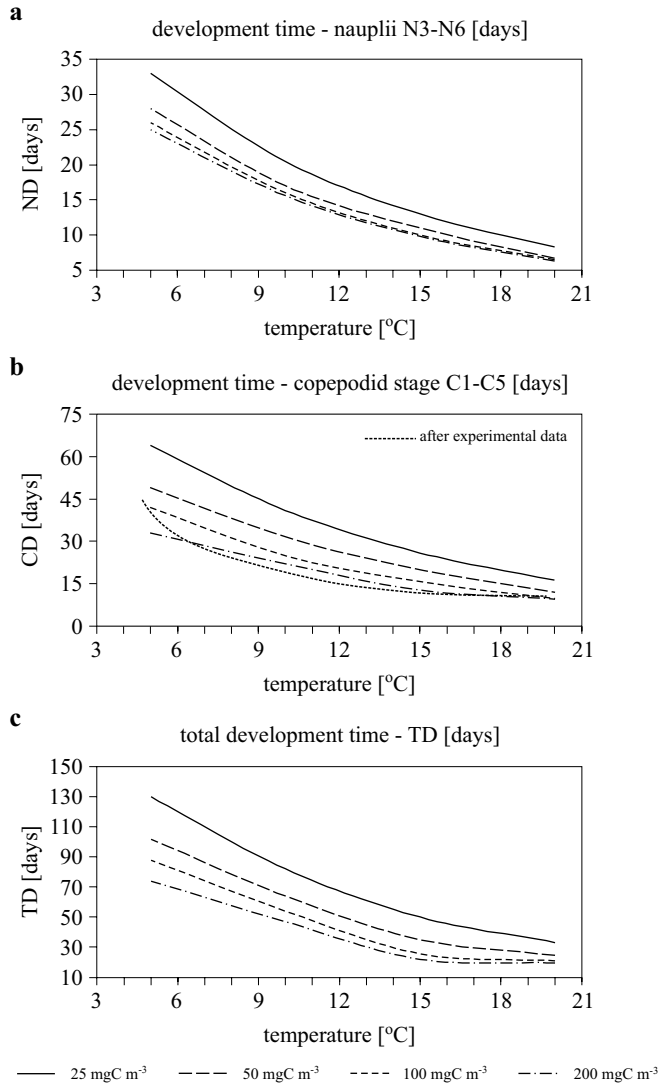 a
development time - nauplii N3-N6 [days]
35
30
25
20
15
10
5
ND [days]
3 6 9 12 15 18 21
temperature [°C]
b
development time - copepodid stage C1-C5 [days]
75
60
45
30
15
0
CD [days]
after experimental data
3 6 9 12 15 18 21
temperature [°C]
c
total development time - TD [days]
150
130
110
90
70
50
30
10
TD [days]
3 6 9 12 15 18 21
temperature [°C]
25 mgC m⁻³ 50 mgC m⁻³ 100 mgC m⁻³ 200 mgC m⁻³